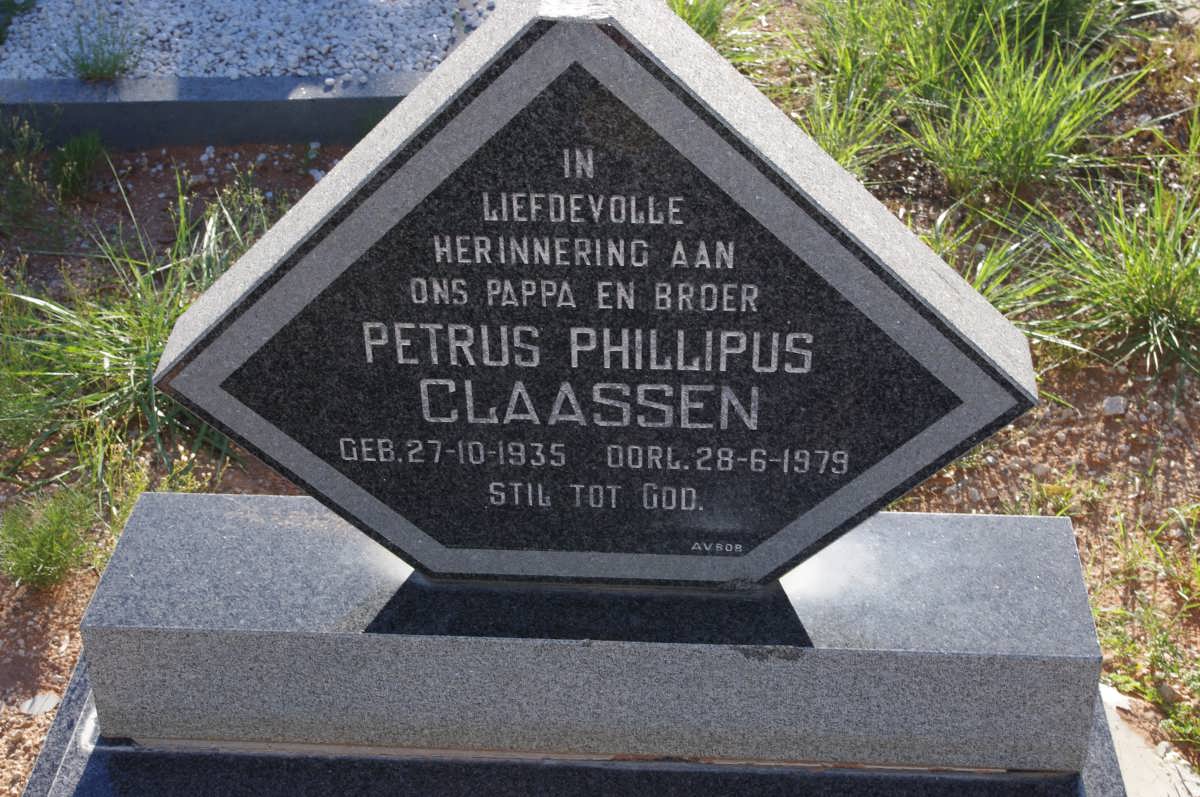 IN
LIEFDEVOLLE
HERINNERING AAN
ONS PAPPA EN BROER
PETRUS PHILLIPUS
CLAASSEN
GEB.27-10-1935 OORL.28-6-1979
STIL TOT GOD.
AVBOB